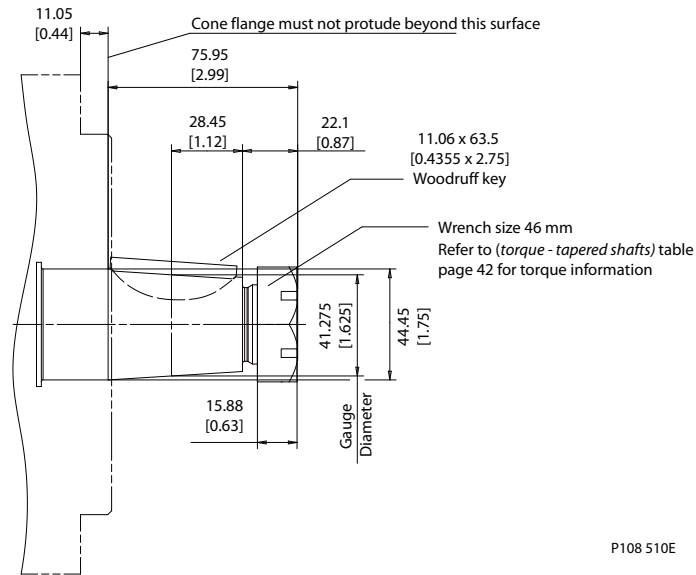 11.05
[0.44]
Cone flange must not protude beyond this surface
75.95
[2.99]
28.45
[1.12]
22.1
[0.87]
11.06 x 63.5
[0.4355 x 2.75]
Woodruff key
Wrench size 46 mm
Refer to (torque - tapered shafts) table
page 42 for torque information
41.275
[1.625]
44.45
[1.75]
15.88
[0.63]
Gauge
Diameter
P108 510E